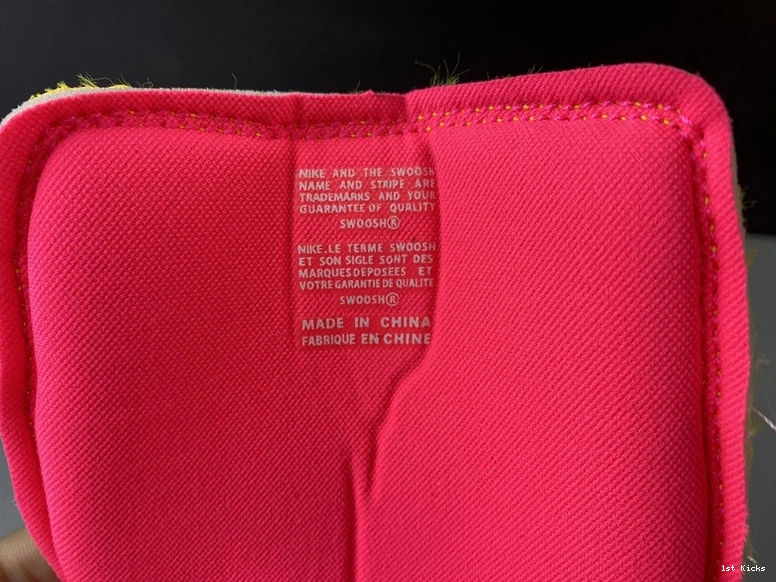 NIKE AND THE SWOOSH
NAME AND STRIPE ARE
TRADEMARKS AND YOUR
GUARANTEE OF QUALITY
SWOOSH®
NIKE.LE TERME SWOOSH
ET SON SIGLE SONT DES
MARQUES DEPOSEES ET
VOTRE GARANTIE DE QUALITE
SWOOSH®
MADE IN CHINA
FABRIQUE EN CHINE
1st Kicks